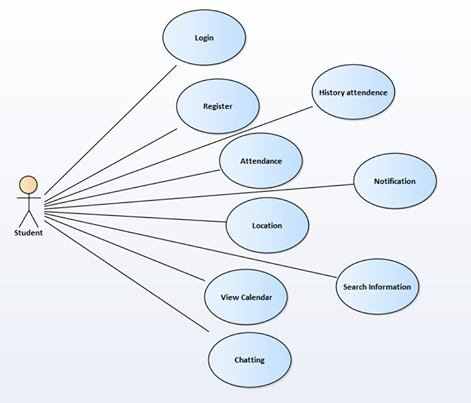 Login
History attendence
Register
Attendance
Notification
Location
Student
Search Information
View Calendar
Chatting